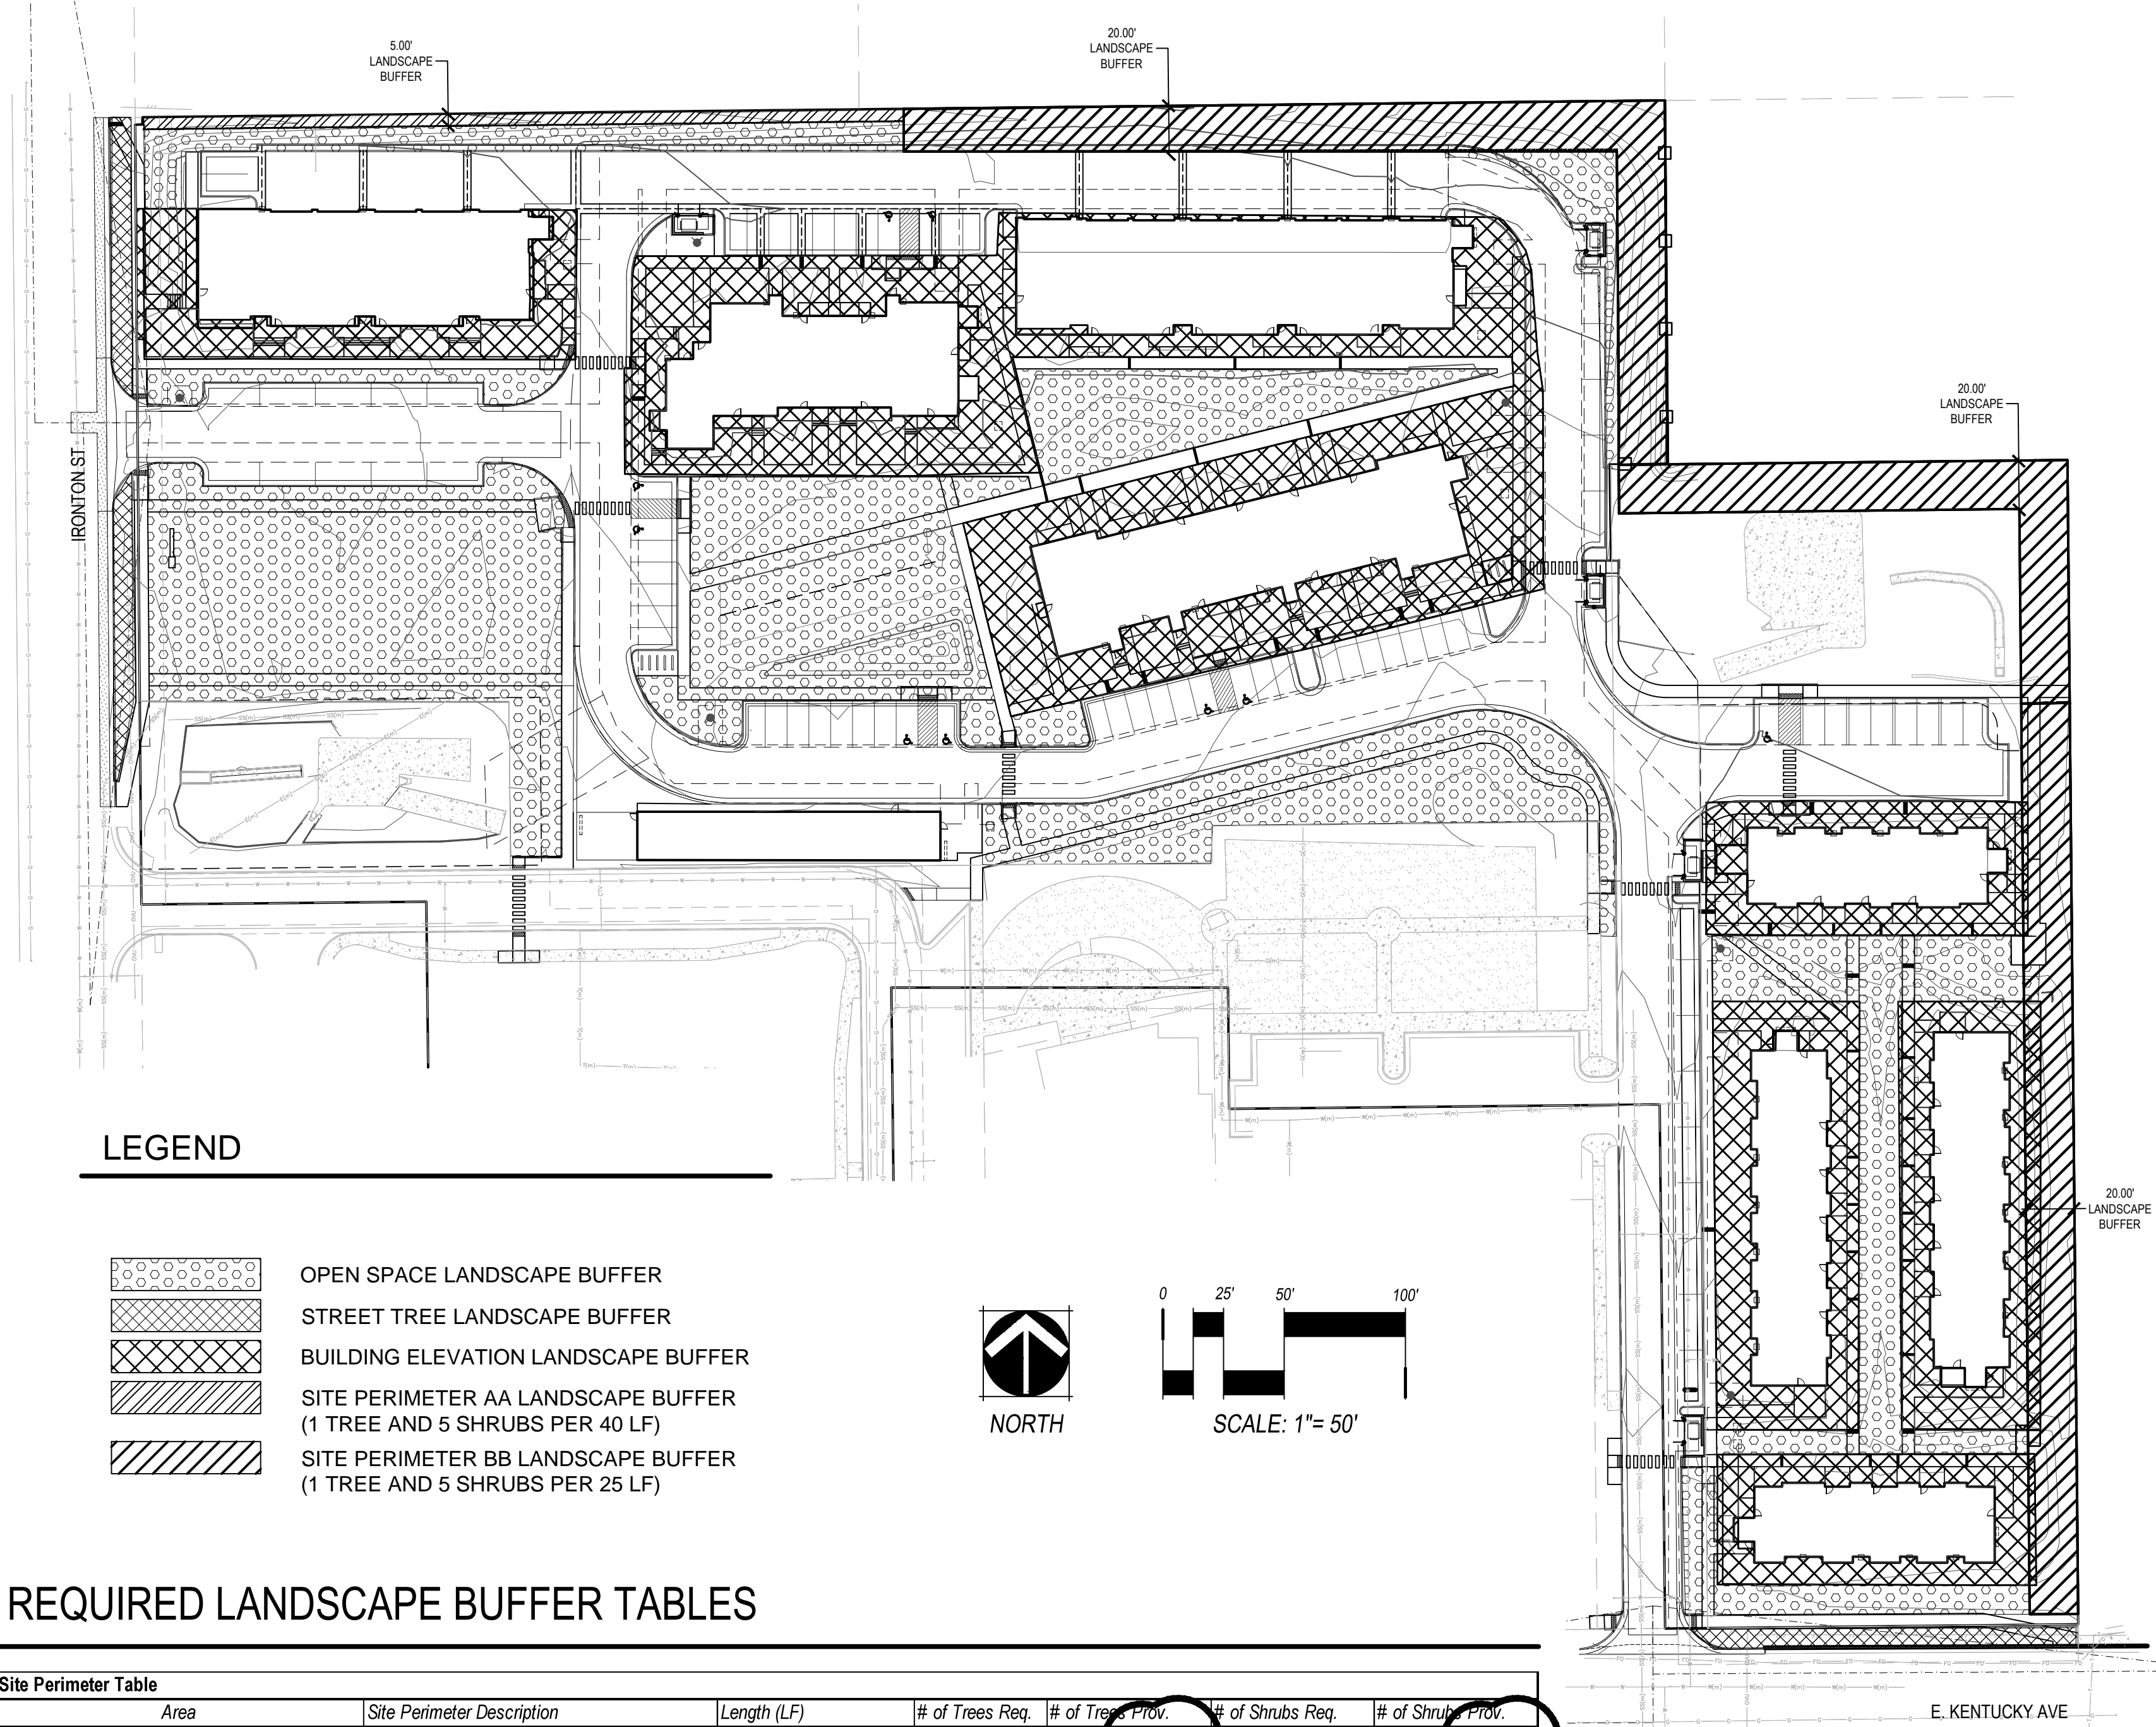 5.00'
LANDSCAPE
BUFFER
20.00'
LANDSCAPE
BUFFER
20.00'
LANDSCAPE
BUFFER
IRONTON ST
20.00'
LANDSCAPE
BUFFER
LEGEND
OPEN SPACE LANDSCAPE BUFFER
STREET TREE LANDSCAPE BUFFER
BUILDING ELEVATION LANDSCAPE BUFFER
SITE PERIMETER AA LANDSCAPE BUFFER
(1 TREE AND 5 SHRUBS PER 40 LF)
SITE PERIMETER BB LANDSCAPE BUFFER
(1 TREE AND 5 SHRUBS PER 25 LF)
NORTH
0 25' 50' 100'
SCALE: 1"= 50'
REQUIRED LANDSCAPE BUFFER TABLES
Site Perimeter Table
Area Site Perimeter Description Length (LF) # of Trees Req. # of Trees Prov. # of Shrubs Req. # of Shrubs Prov.
E. KENTUCKY AVE